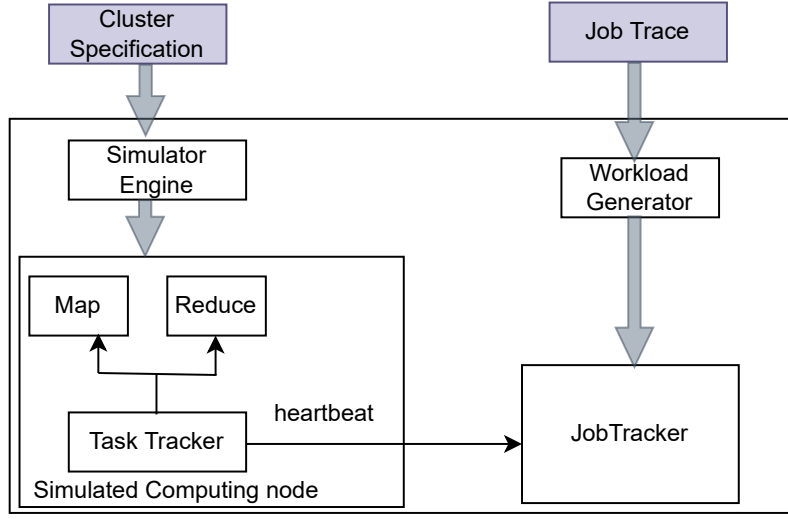 Cluster
Specification
Job Trace
Simulator
Engine
Workload
Generator
Map
Reduce
heartbeat
Task Tracker
JobTracker
Simulated Computing node